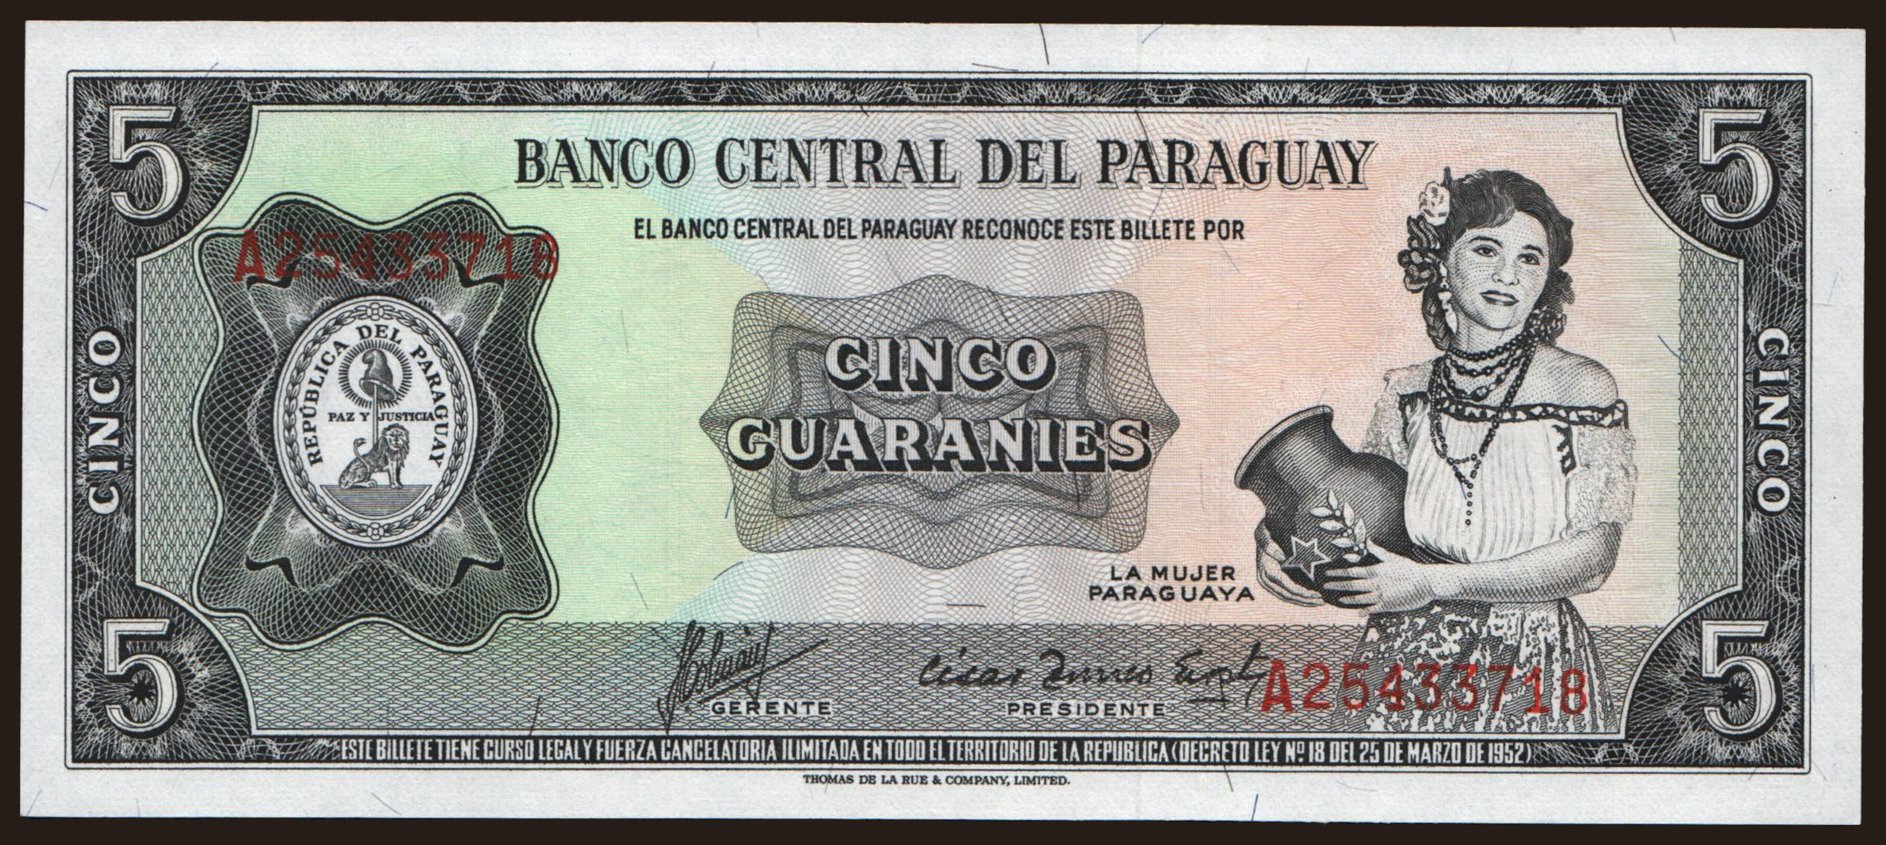 5
5
BANCO CENTRAL DEL PARAGUAY
EL BANCO CENTRAL DEL PARAGUAY RECONOCE ESTE BILLETE POR
A25433718
REPÚBLICA DEL PARAGUAY
PAZ Y JUSTICIA
CINCO
CINCO
GUARANIES
CINCO
LA MUJER
PARAGUAYA
5
5
GERENTE
PRESIDENTE
A25433718
ESTE BILLETE TIENE CURSO LEGAL Y FUERZA CANCELATORIA ILIMITADA EN TODO EL TERRITORIO DE LA REPUBLICA (DECRETO LEY Nº 18 DEL 25 DE MARZO DE 1952)
THOMAS DE LA RUE & COMPANY, LIMITED.